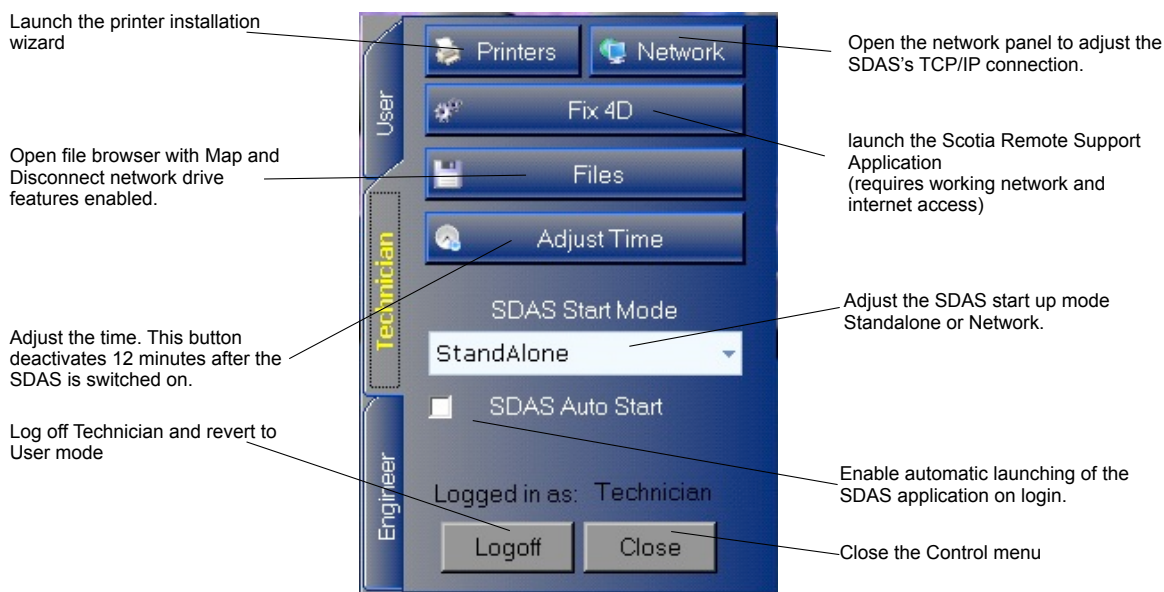 Launch the printer installation
wizard
Open file browser with Map and
Disconnect network drive
features enabled.
Adjust the time. This button
deactivates 12 minutes after the
SDAS is switched on.
Log off Technician and revert to
User mode
User
Technician
Engineer
Printers
Network
Fix 4D
Files
Adjust Time
SDAS Start Mode
StandAlone
SDAS Auto Start
Logged in as: Technician
Logoff
Close
Open the network panel to adjust the
SDAS's TCP/IP connection.
launch the Scotia Remote Support
Application
(requires working network and
internet access)
Adjust the SDAS start up mode
Standalone or Network.
Enable automatic launching of the
SDAS application on login.
Close the Control menu